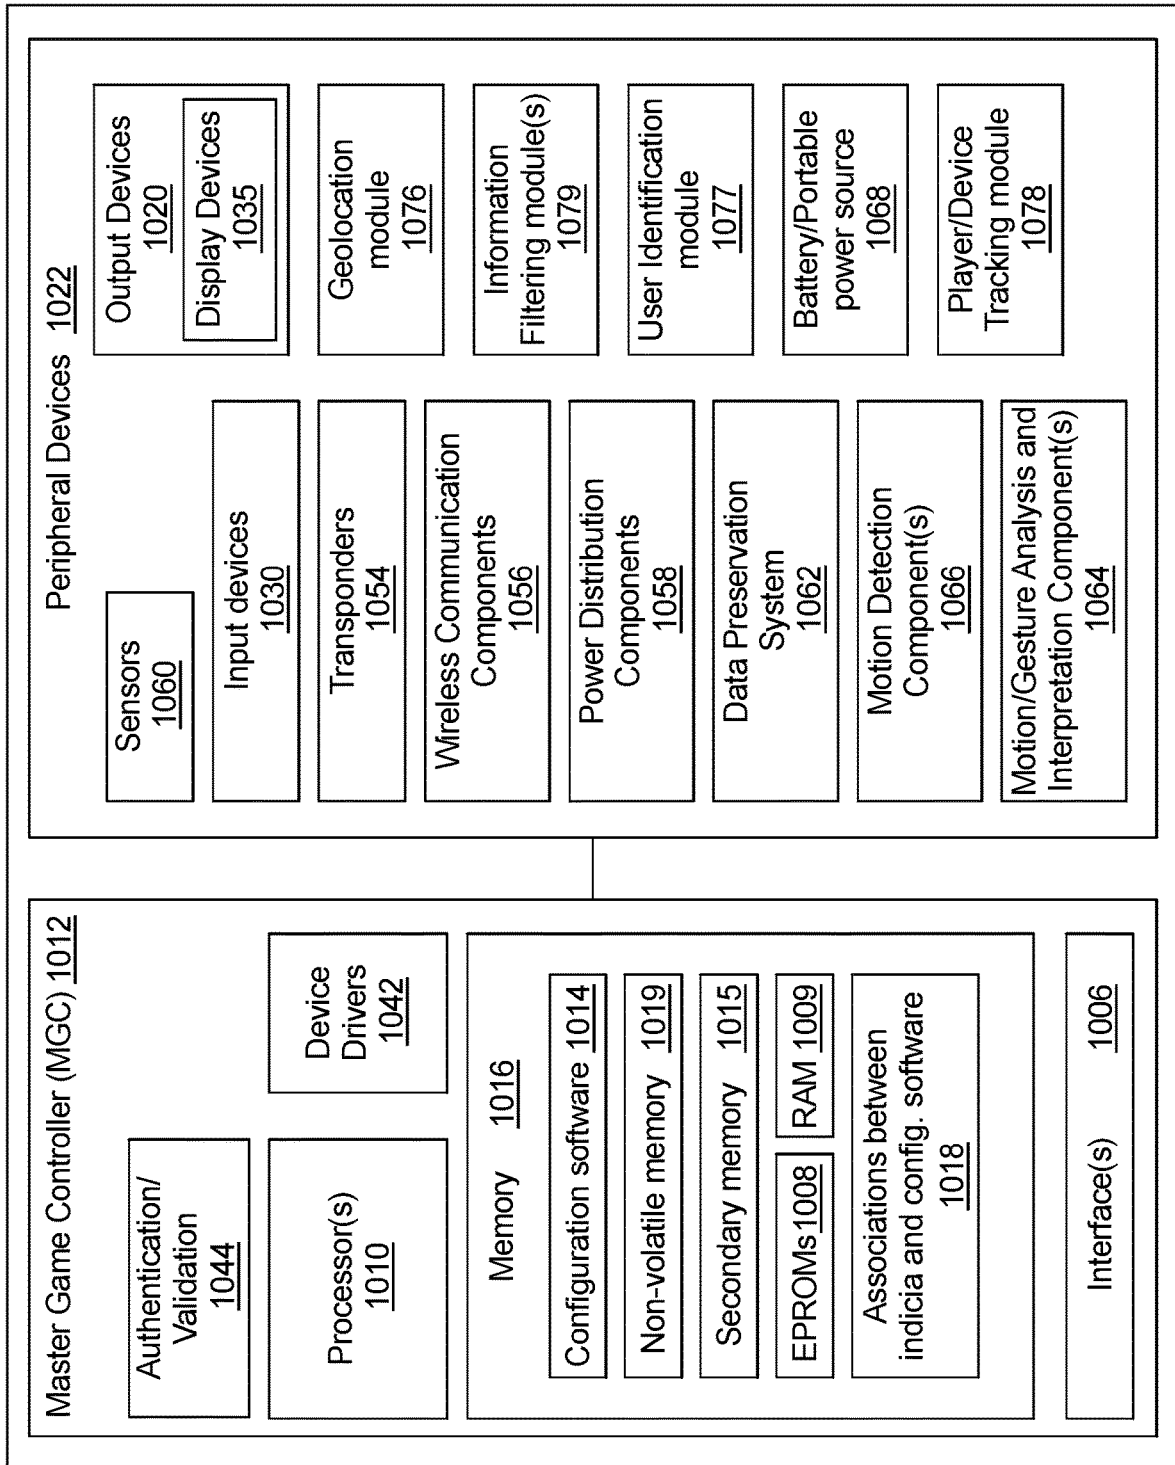 Master Game Controller (MGC) 1012
Authentication/
Validation
1044
Processor(s)
1010
Device
Drivers
1042
Memory 1016
Configuration software 1014
Non-volatile memory 1019
Secondary memory 1015
EPROMs1008
RAM 1009
Associations between
indicia and config. software
1018
Interface(s) 1006
Peripheral Devices 1022
Sensors
1060
Input devices
1030
Transponders
1054
Wireless Communication
Components
1056
Power Distribution
Components
1058
Data Preservation
System
1062
Motion Detection
Component(s)
1066
Motion/Gesture Analysis and
Interpretation Component(s)
1064
Output Devices
1020
Display Devices
1035
Geolocation
module
1076
Information
Filtering module(s)
1079
User Identification
module
1077
Battery/Portable
power source
1068
Player/Device
Tracking module
1078